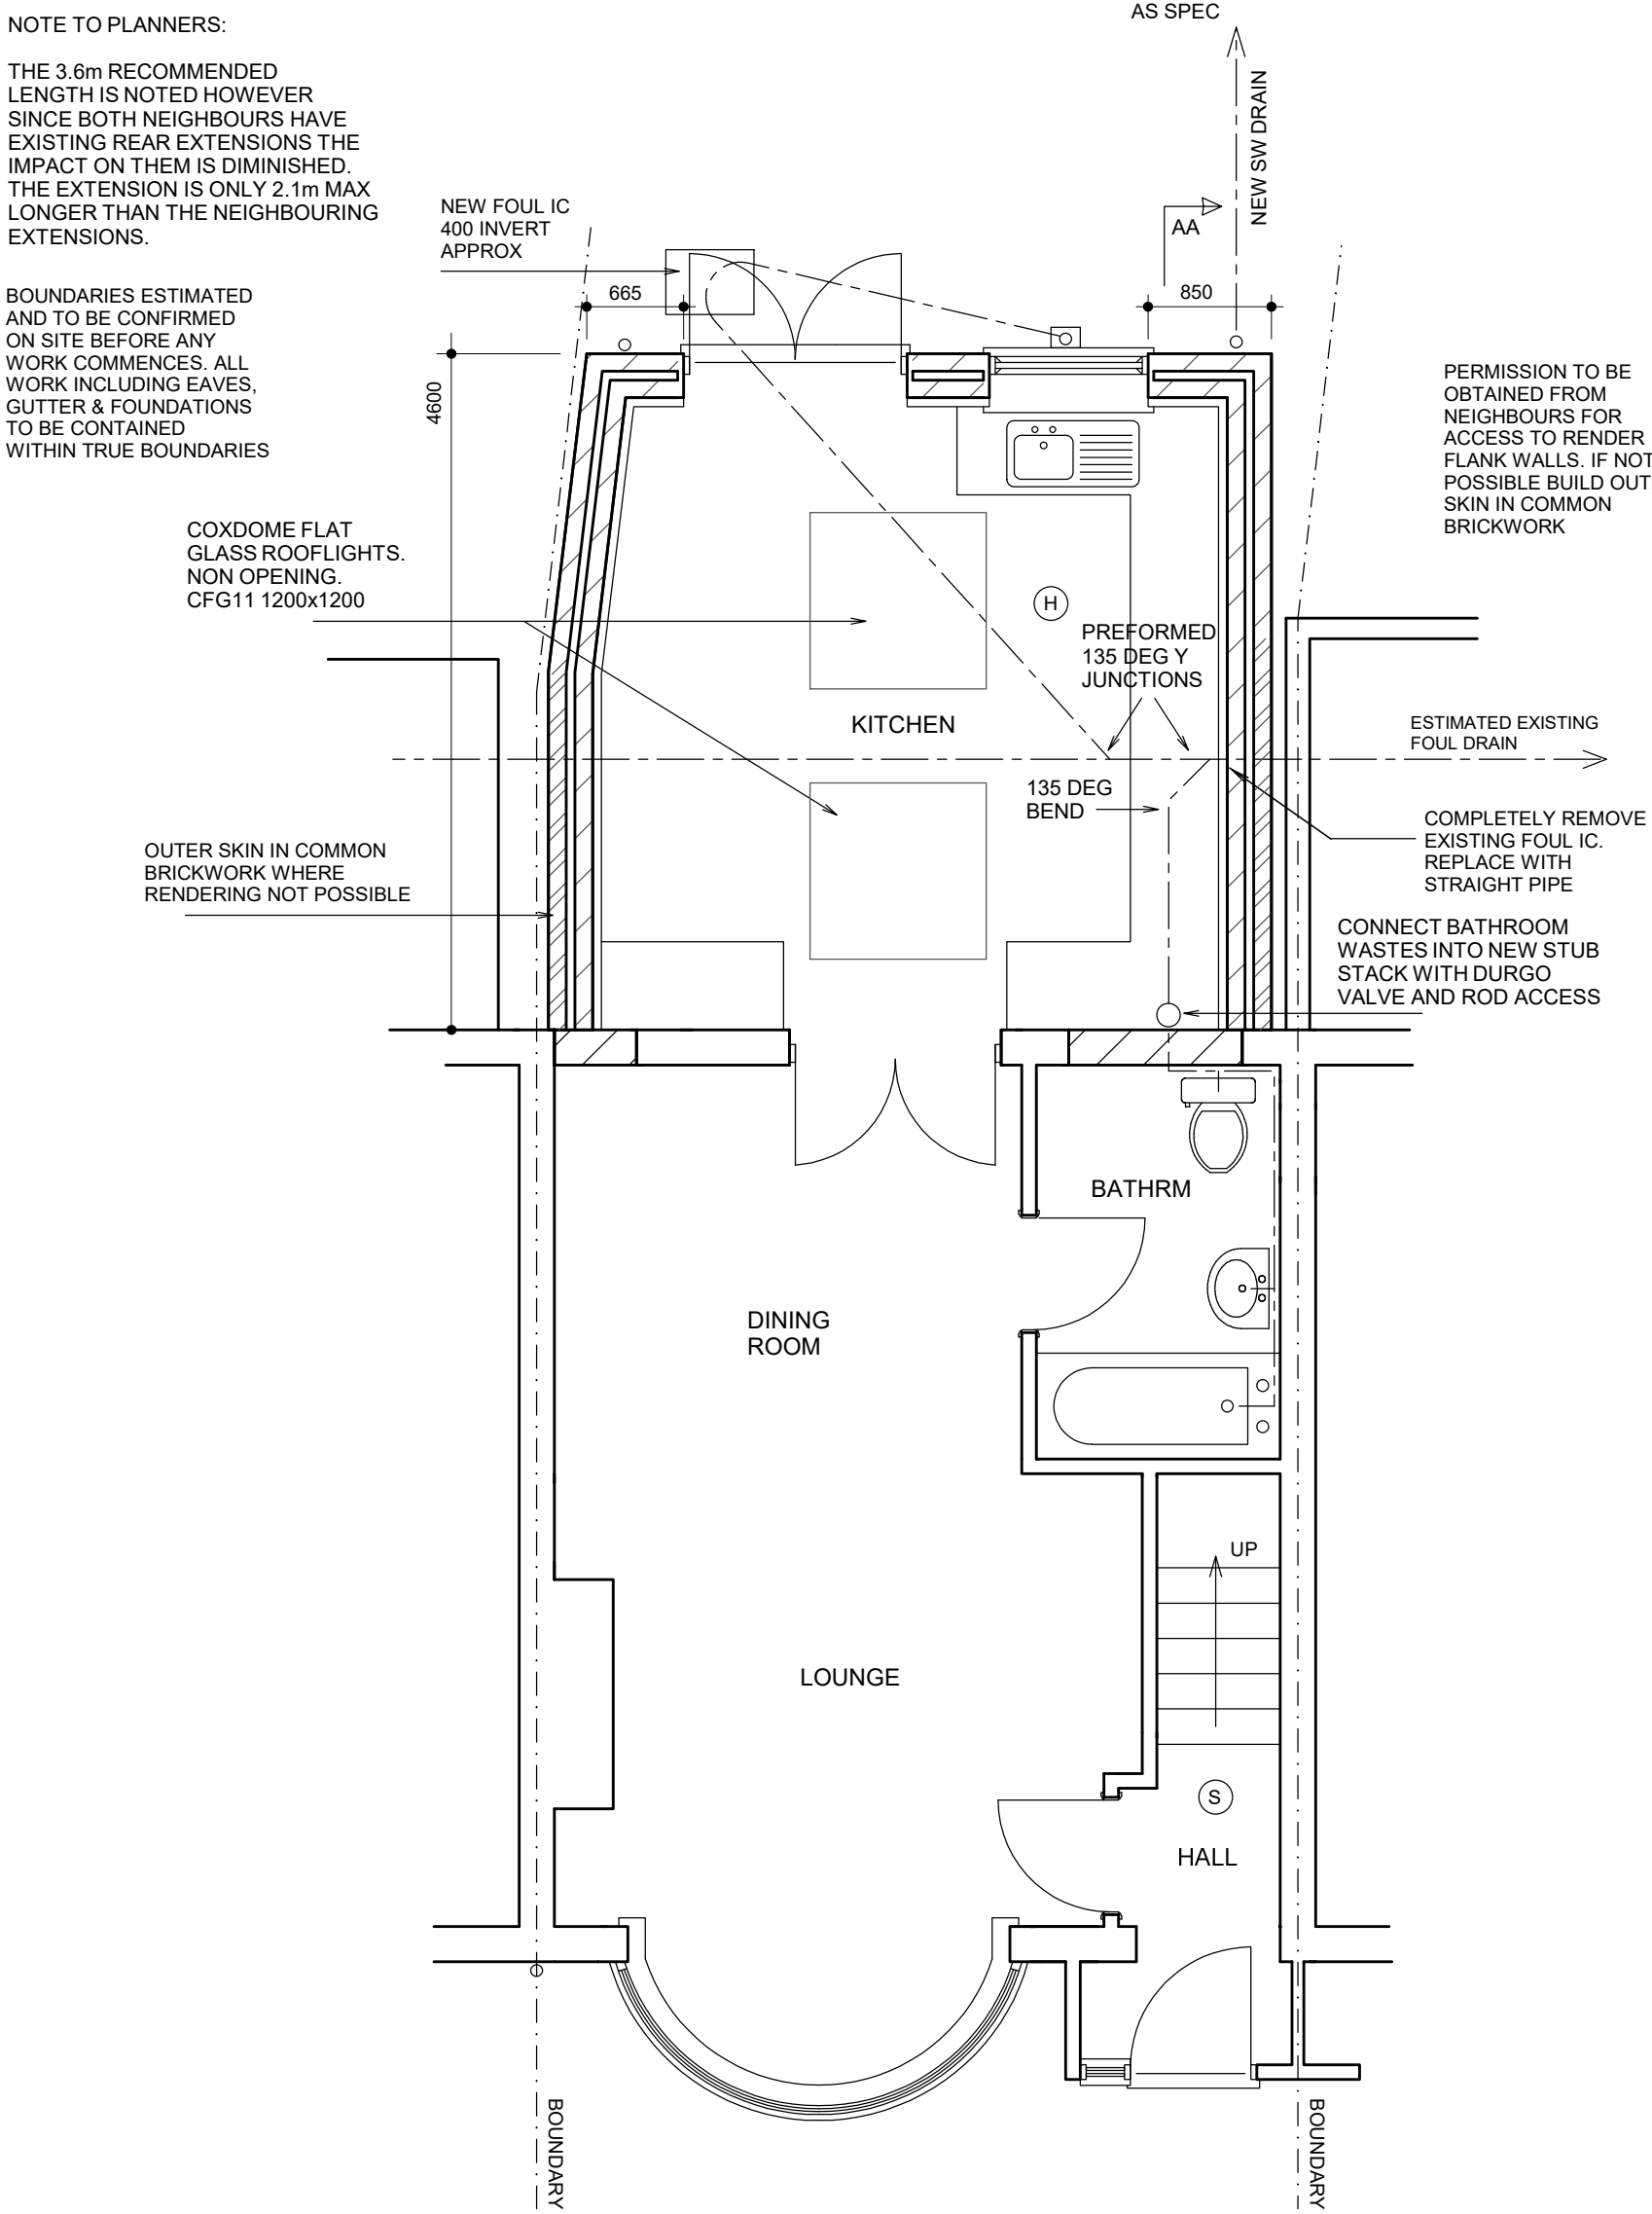 NOTE TO PLANNERS:
THE 3.6m RECOMMENDED
LENGTH IS NOTED HOWEVER
SINCE BOTH NEIGHBOURS HAVE
EXISTING REAR EXTENSIONS THE
IMPACT ON THEM IS DIMINISHED.
THE EXTENSION IS ONLY 2.1m MAX
LONGER THAN THE NEIGHBOURING
EXTENSIONS.
AS SPEC
NEW SW DRAIN
AA
NEW FOUL IC
400 INVERT
APPROX
665
850
BOUNDARIES ESTIMATED
AND TO BE CONFIRMED
ON SITE BEFORE ANY
WORK COMMENCES. ALL
WORK INCLUDING EAVES,
GUTTER & FOUNDATIONS
TO BE CONTAINED
WITHIN TRUE BOUNDARIES
4600
PERMISSION TO BE
OBTAINED FROM
NEIGHBOURS FOR
ACCESS TO RENDER
FLANK WALLS. IF NOT
POSSIBLE BUILD OUT
SKIN IN COMMON
BRICKWORK
COXDOME FLAT
GLASS ROOFLIGHTS.
NON OPENING.
CFG11 1200x1200
H
PREFORMED
135 DEG Y
JUNCTIONS
KITCHEN
ESTIMATED EXISTING
FOUL DRAIN
135 DEG
BEND
COMPLETELY REMOVE
EXISTING FOUL IC.
REPLACE WITH
STRAIGHT PIPE
OUTER SKIN IN COMMON
BRICKWORK WHERE
RENDERING NOT POSSIBLE
CONNECT BATHROOM
WASTES INTO NEW STUB
STACK WITH DURGO
VALVE AND ROD ACCESS
BATHRM
DINING
ROOM
UP
LOUNGE
S
HALL
BOUNDARY
BOUNDARY